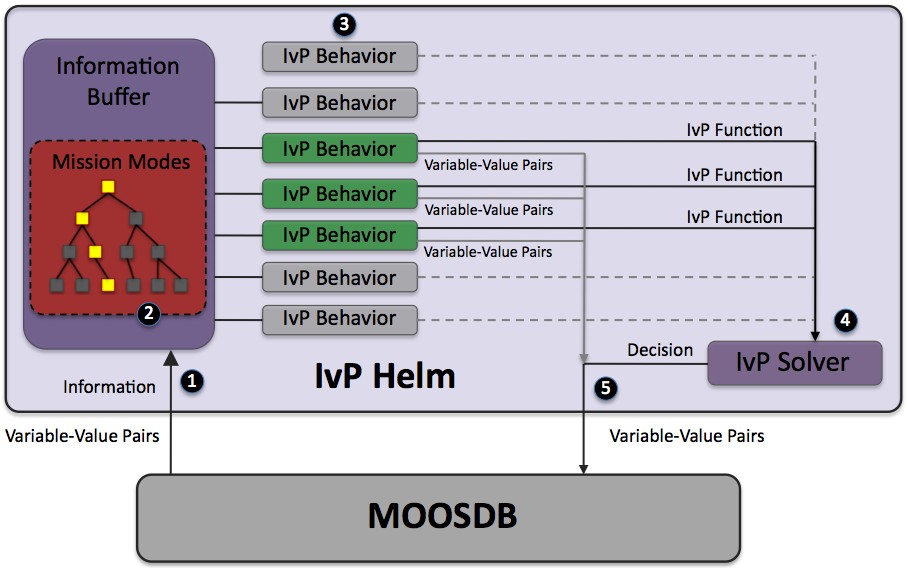 3
IvP Behavior
Information
Buffer
IvP Behavior
IvP Function
IvP Behavior
Mission Modes
Variable-Value Pairs
IvP Function
IvP Behavior
Variable-Value Pairs
IvP Function
IvP Behavior
Variable-Value Pairs
IvP Behavior
2
IvP Behavior
4
Decision
IvP Solver
IvP Helm
1
Information
5
Variable-Value Pairs
Variable-Value Pairs
MOOSDB